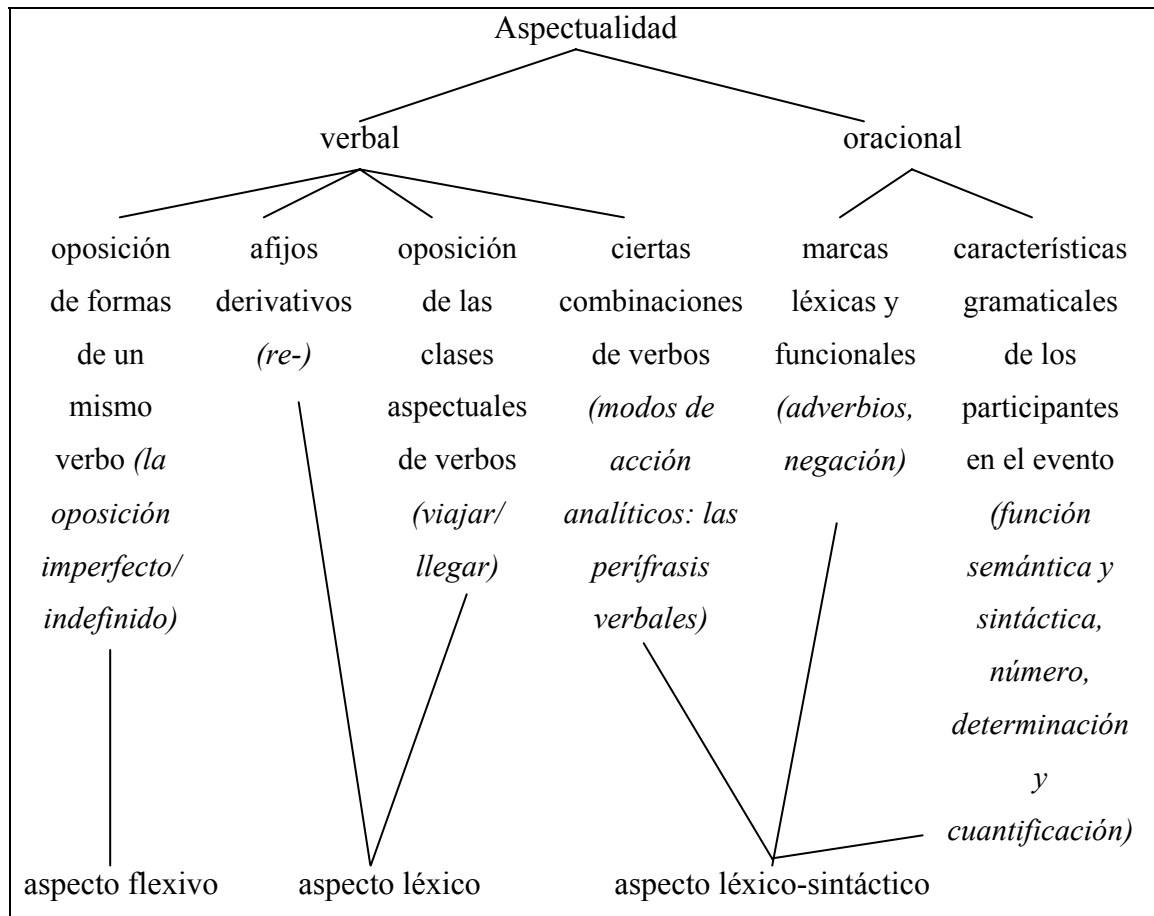 Aspectualidad
verbal
oracional
oposición
de formas
de un
mismo
verbo (la
oposición
imperfecto/
indefinido)
afijos
derivativos
(re-)
oposición
de las
clases
aspectuales
de verbos
(viajar/
llegar)
ciertas
combinaciones
de verbos
(modos de
acción
analíticos: las
perífrasis
verbales)
marcas
léxicas y
funcionales
(adverbios,
negación)
características
gramaticales
de los
participantes
en el evento
(función
semántica y
sintáctica,
número,
determinación
y
cuantificación)
aspecto flexivo
aspecto léxico
aspecto léxico-sintáctico